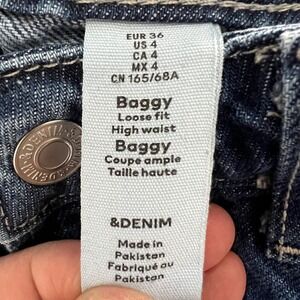 EUR 36
US 4
CA 4
MX 4
CN 165/68A
Baggy
Loose fit
High waist
Baggy
Coupe ample
Taille haute
&DENIM
Made in
Pakistan
Fabriqué au
Pakistan